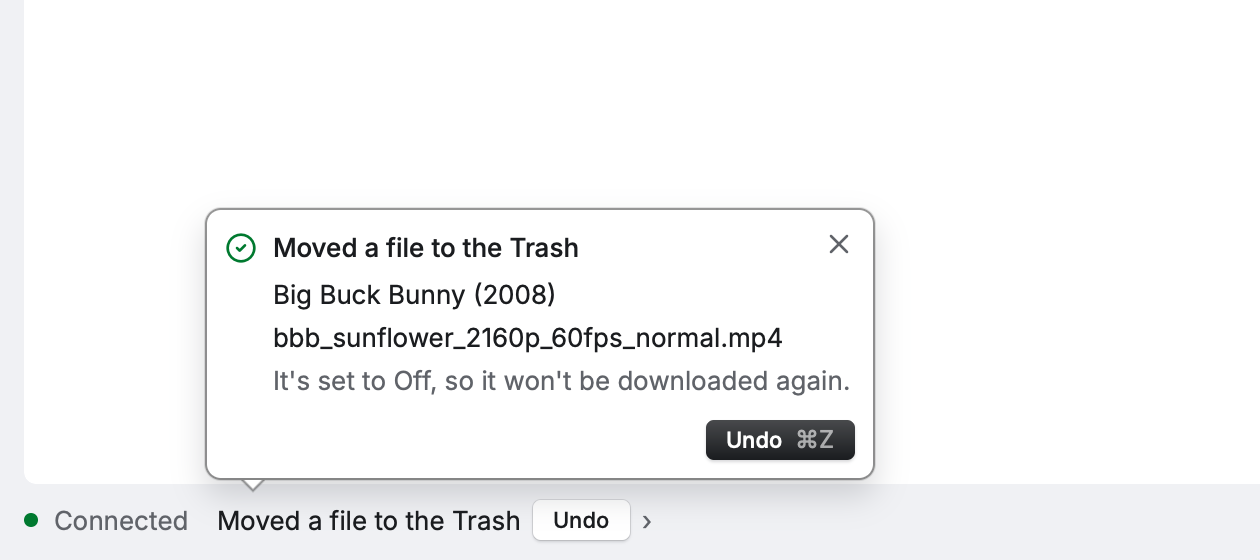 Moved a file to the Trash
Big Buck Bunny (2008)
bbb_sunflower_2160p_60fps_normal.mp4
It's set to Off, so it won't be downloaded again.
Undo ⌘Z
Connected Moved a file to the Trash Undo ›